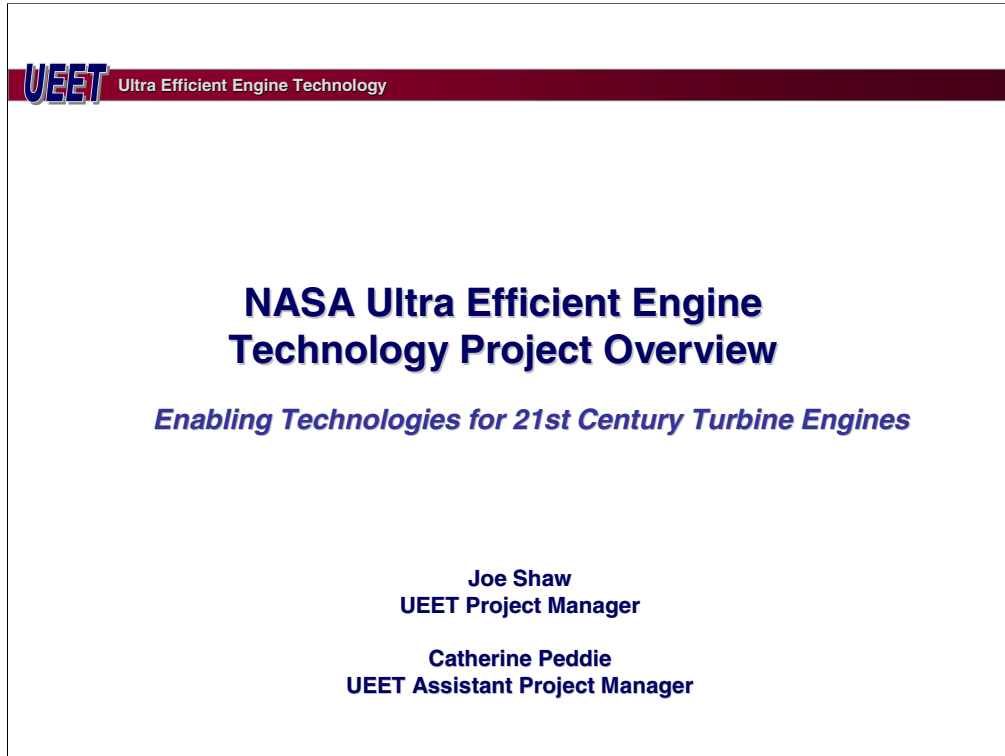 UEET Ultra Efficient Engine Technology
NASA Ultra Efficient Engine
Technology Project Overview
Enabling Technologies for 21st Century Turbine Engines
Joe Shaw
UEET Project Manager
Catherine Peddie
UEET Assistant Project Manager